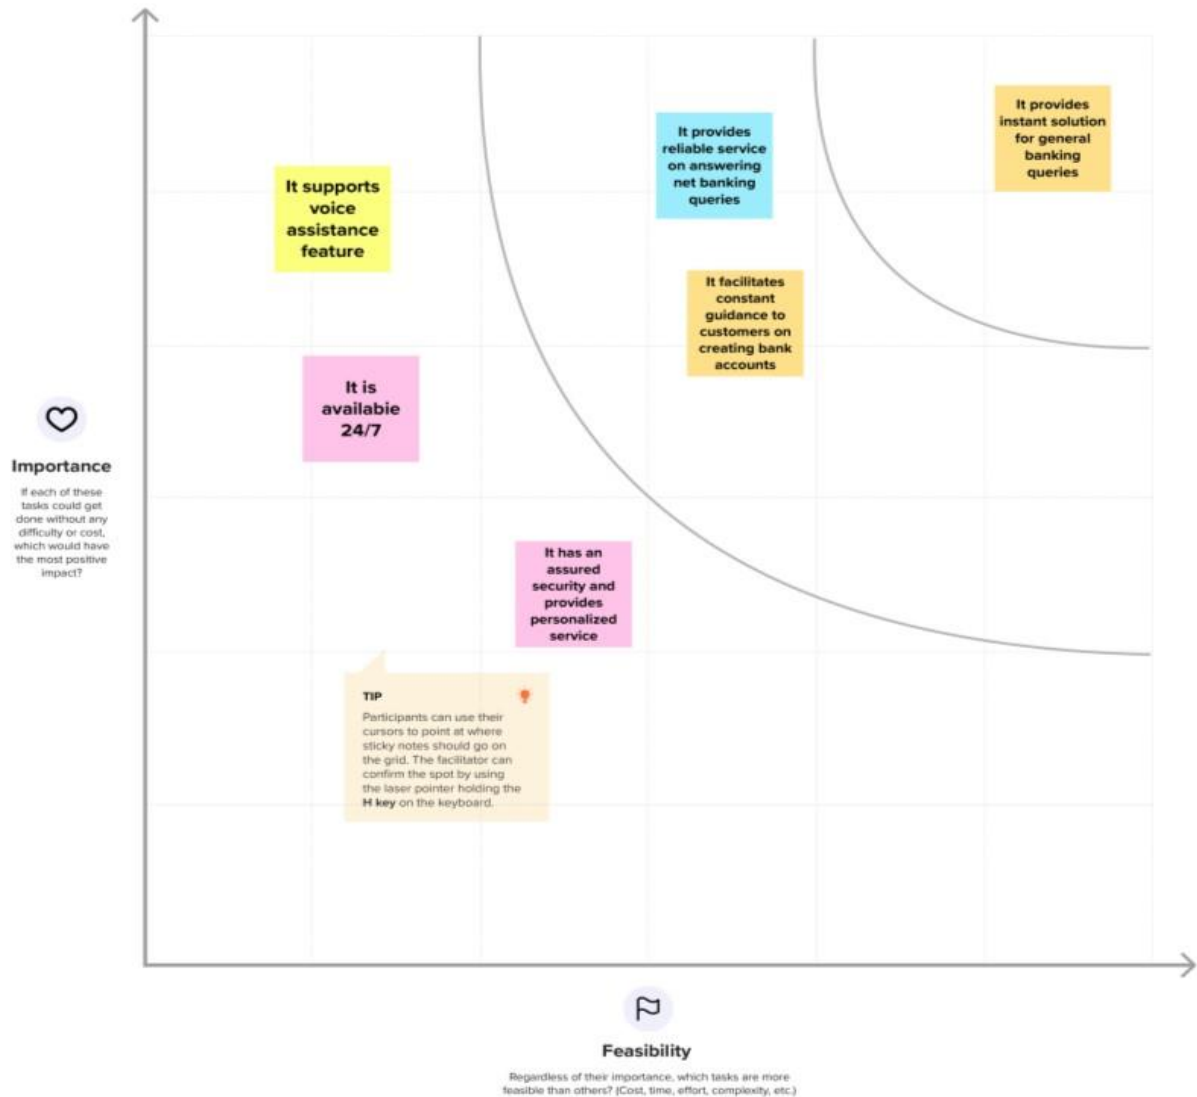 It provides
instant solution
for general
banking
queries
It provides
reliable service
on answering
net banking
queries
It supports
voice
assistance
feature
It facilitates
constant
guidance to
customers on
creating bank
accounts
It is
available
24/7
Importance
If each of these
tasks could get
done without any
difficulty or cost,
which would have
the most positive
impact?
It has an
assured
security and
provides
personalized
service
TIP
Participants can use their
cursors to point at where
sticky notes should go on
the grid. The facilitator can
confirm the spot by using
the laser pointer holding the
H key on the keyboard.
Feasibility
Regardless of their importance, which tasks are more
feasible than others? (Cost, time, effort, complexity, etc.)